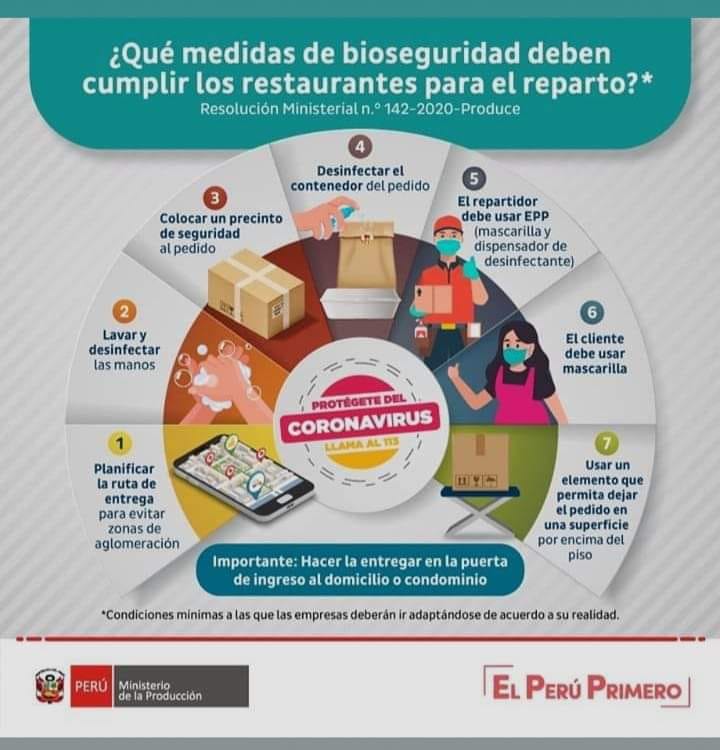 ¿Qué medidas de bioseguridad deben
cumplir los restaurantes para el reparto?*
Resolución Ministerial n.° 142-2020-Produce
1
Planificar
la ruta de
entrega
para evitar
zonas de
aglomeración
2
Lavar y
desinfectar
las manos
3
Colocar un precinto
de seguridad
al pedido
4
Desinfectar el
contenedor del pedido
5
El repartidor
debe usar EPP
(mascarilla y
dispensador de
desinfectante)
6
El cliente
debe usar
mascarilla
7
Usar un
elemento que
permita dejar
el pedido en
una superficie
por encima del
piso
PROTÉGETE DEL
CORONAVIRUS
LLAMA AL 113
Importante: Hacer la entregar en la puerta
de ingreso al domicilio o condominio
*Condiciones mínimas a las que las empresas deberán ir adaptándose de acuerdo a su realidad.
PERÚ
Ministerio
de la Producción
EL PERÚ PRIMERO